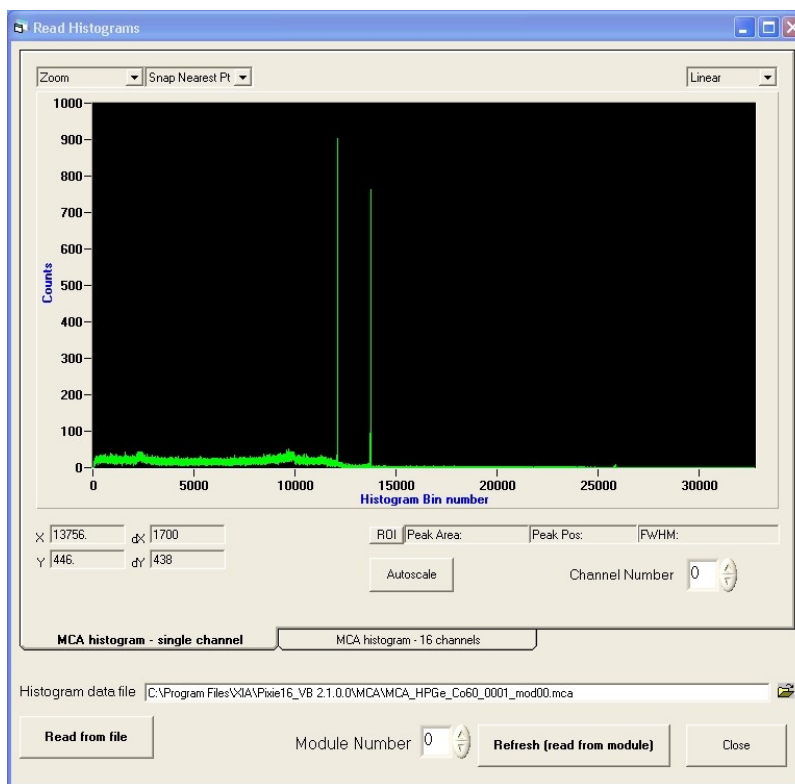 Read Histograms
Zoom Snap Nearest Pt Linear
1000
900
800
700
600
500
400
300
200
100
0
Counts
0 5000 10000 15000 20000 25000 30000
Histogram Bin number
X 13756. dX 1700 ROI Peak Area: Peak Pos: FWHM:
Y 446. dY 438
Autoscale Channel Number 0
MCA histogram - single channel MCA histogram - 16 channels
Histogram data file C:\Program Files\XIA\Pixie16_VB 2.1.0.0\MCA\MCA_HPGe_Co60_0001_mod00.mca
Read from file Module Number 0 Refresh (read from module) Close